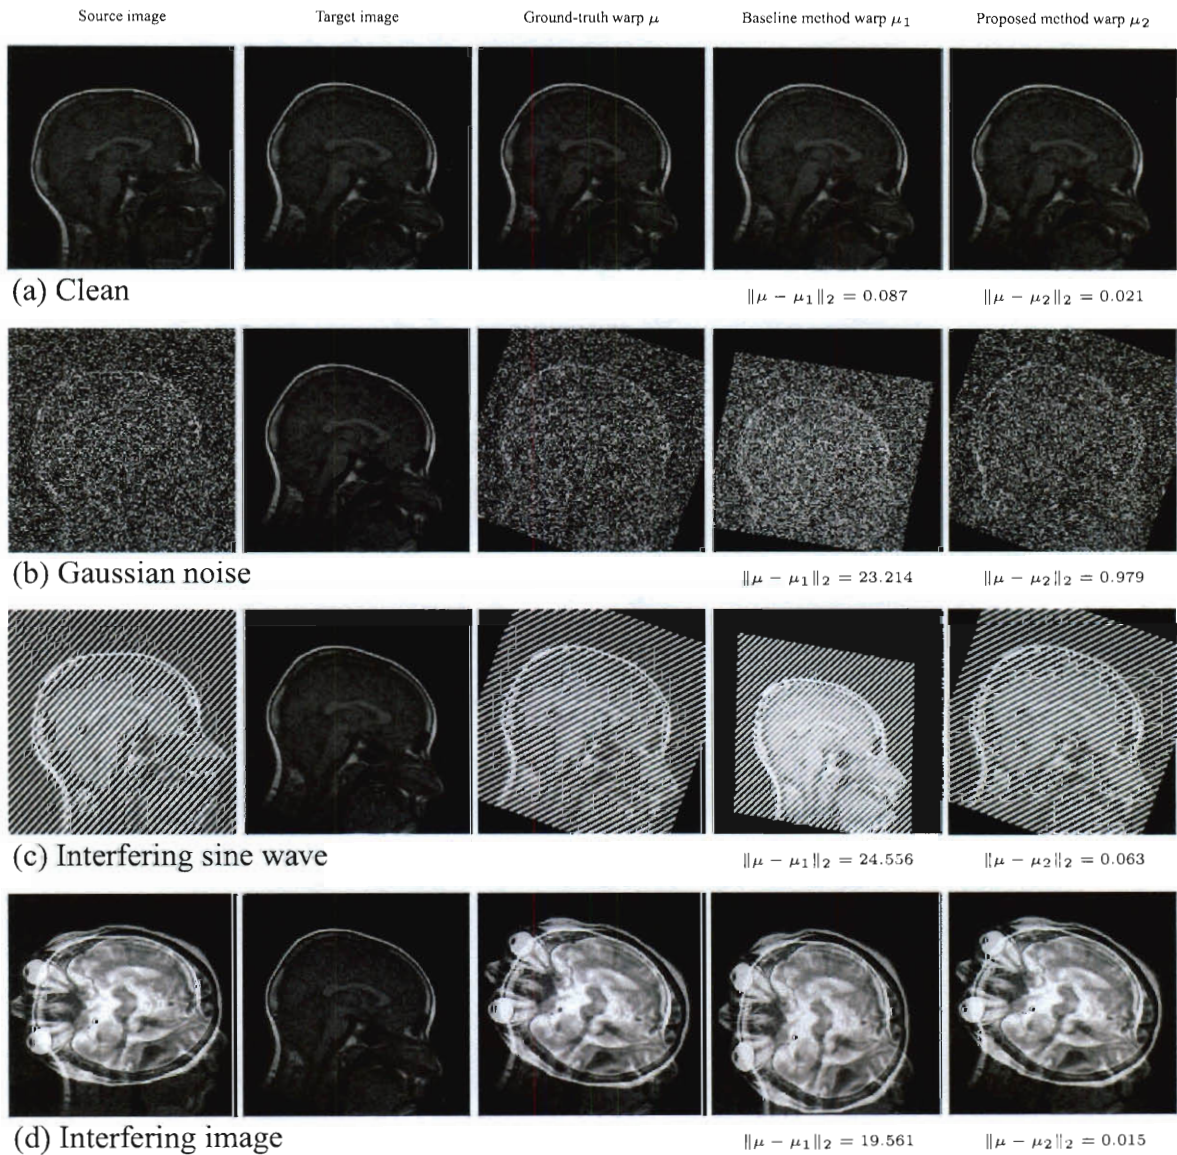 Source image Target image Ground-truth warp μ Baseline method warp μ₁ Proposed method warp μ₂
(a) Clean
‖μ − μ₁‖₂ = 0.087 ‖μ − μ₂‖₂ = 0.021
(b) Gaussian noise
‖μ − μ₁‖₂ = 23.214 ‖μ − μ₂‖₂ = 0.979
(c) Interfering sine wave
‖μ − μ₁‖₂ = 24.556 ‖μ − μ₂‖₂ = 0.063
(d) Interfering image
‖μ − μ₁‖₂ = 19.561 ‖μ − μ₂‖₂ = 0.015